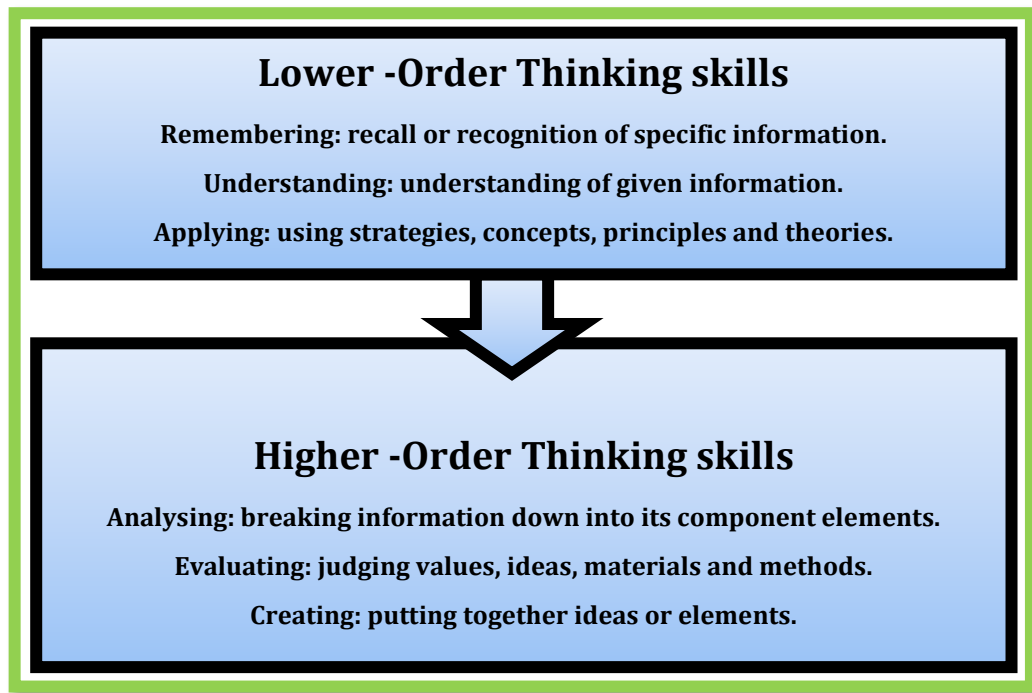 Lower -Order Thinking skills
Remembering: recall or recognition of specific information.
Understanding: understanding of given information.
Applying: using strategies, concepts, principles and theories.
Higher -Order Thinking skills
Analysing: breaking information down into its component elements.
Evaluating: judging values, ideas, materials and methods.
Creating: putting together ideas or elements.